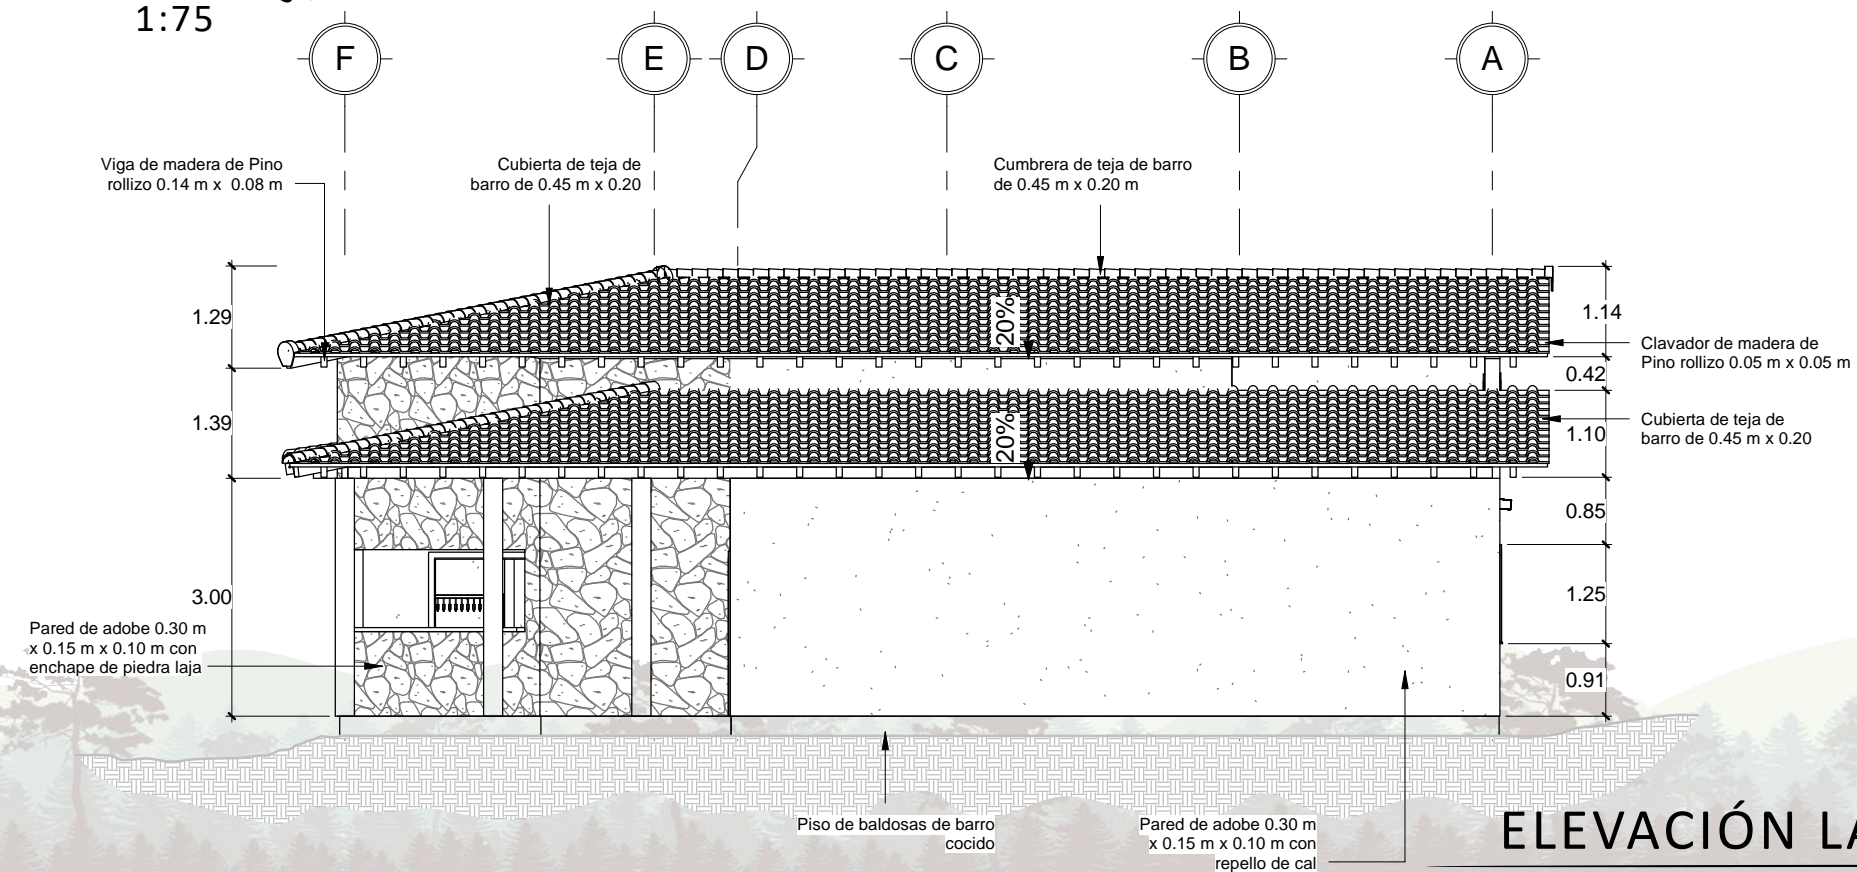 1:75
F E D C B A
Viga de madera de Pino
rollizo 0.14 m x 0.08 m
Cubierta de teja de
barro de 0.45 m x 0.20
Cumbrera de teja de barro
de 0.45 m x 0.20 m
1.29
1.39
3.00
20%
20%
1.14
0.42
1.10
0.85
1.25
0.91
Clavador de madera de
Pino rollizo 0.05 m x 0.05 m
Cubierta de teja de
barro de 0.45 m x 0.20
Pared de adobe 0.30 m
x 0.15 m x 0.10 m con
enchape de piedra laja
Piso de baldosas de barro
cocido
Pared de adobe 0.30 m
x 0.15 m x 0.10 m con
repello de cal
ELEVACIÓN LA